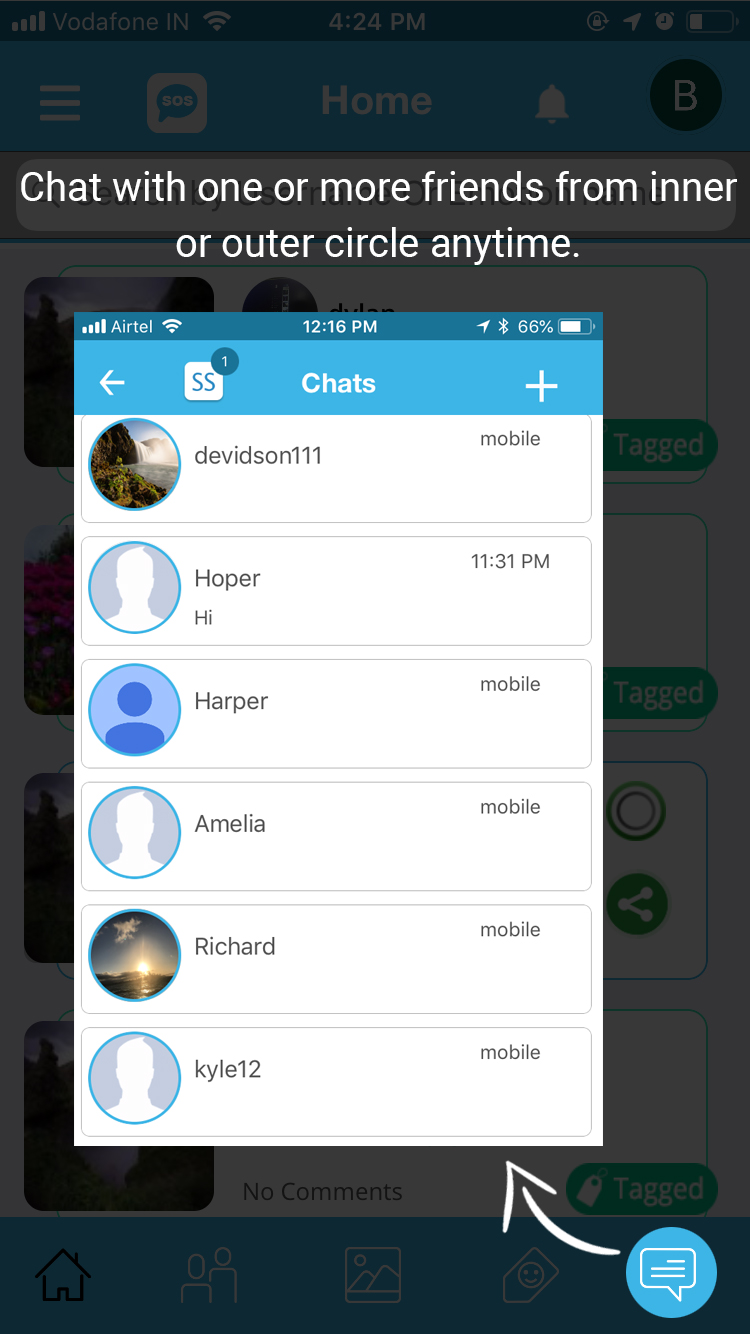 Vodafone IN
4:24 PM
SOS
Home
B
Chat with one or more friends from inner
or outer circle anytime.
dylan
Airtel
12:16 PM
66%
SS
1
Chats
devidson111
mobile
Tagged
Hoper
11:31 PM
Hi
Harper
mobile
Tagged
Amelia
mobile
Richard
mobile
kyle12
mobile
No Comments
Tagged